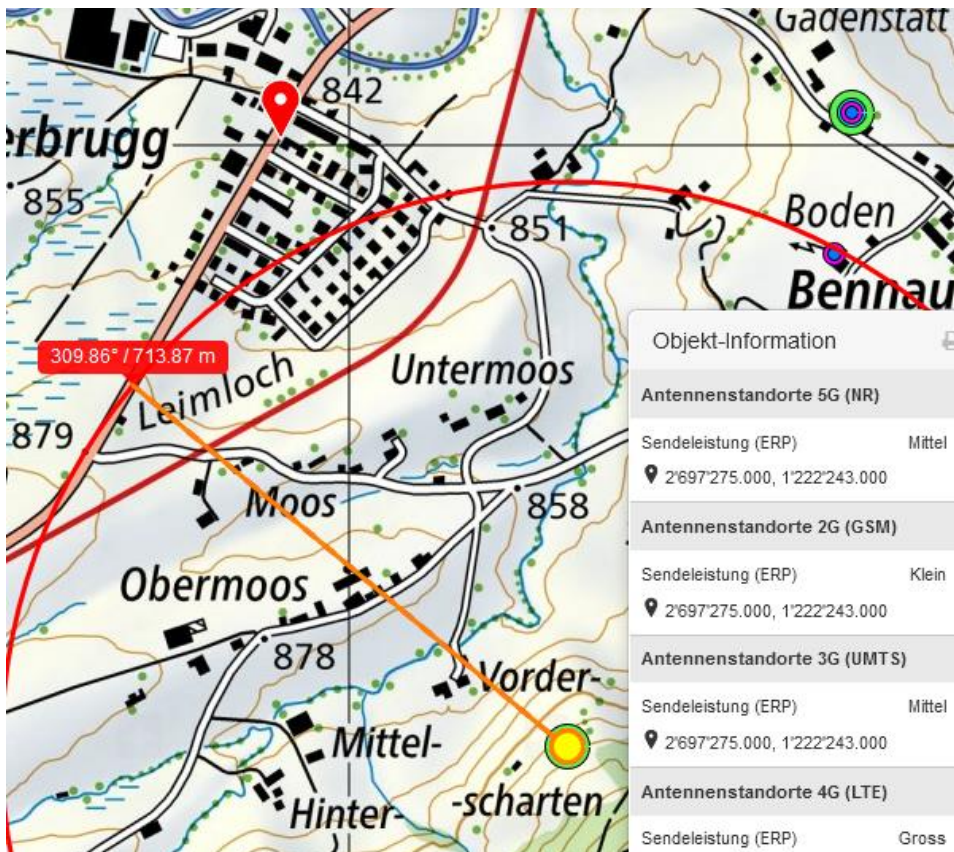 Gadenstatt
842
erbrugg
855
851
Boden
Bennau
309.86° / 713.87 m
Leimloch
Untermoos
879
Moos
858
Obermoos
878
Vorder-
Mittel-
-scharten
Hinter-
Objekt-Information
Antennenstandorte 5G (NR)
Sendeleistung (ERP) Mittel
2'697'275.000, 1'222'243.000
Antennenstandorte 2G (GSM)
Sendeleistung (ERP) Klein
2'697'275.000, 1'222'243.000
Antennenstandorte 3G (UMTS)
Sendeleistung (ERP) Mittel
2'697'275.000, 1'222'243.000
Antennenstandorte 4G (LTE)
Sendeleistung (ERP) Gross